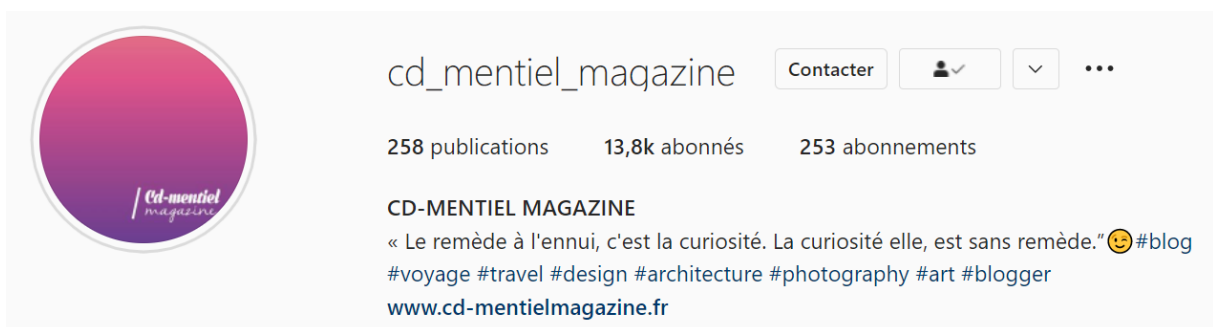 cd_mentiel_magazine Contacter
258 publications 13,8k abonnés 253 abonnements
CD-MENTIEL MAGAZINE
« Le remède à l'ennui, c'est la curiosité. La curiosité elle, est sans remède.”😉#blog
#voyage #travel #design #architecture #photography #art #blogger
www.cd-mentielmagazine.fr
Cd-mentiel
magazine